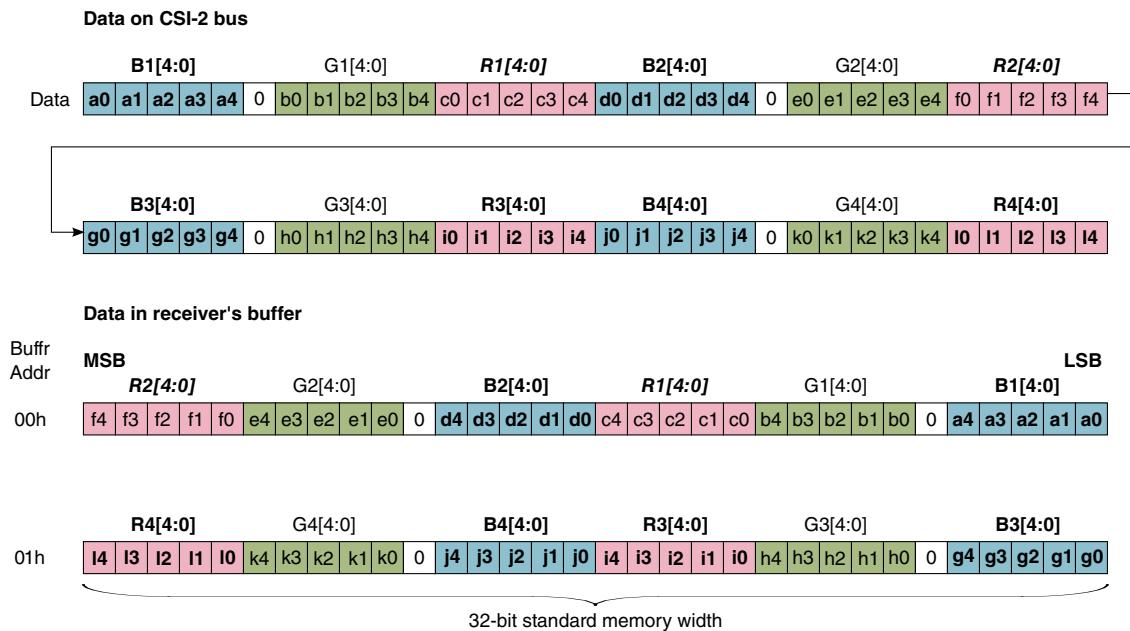 Data on CSI-2 bus
B1[4:0] G1[4:0] R1[4:0] B2[4:0] G2[4:0] R2[4:0]
Data a0 a1 a2 a3 a4 0 b0 b1 b2 b3 b4 c0 c1 c2 c3 c4 d0 d1 d2 d3 d4 0 e0 e1 e2 e3 e4 f0 f1 f2 f3 f4
B3[4:0] G3[4:0] R3[4:0] B4[4:0] G4[4:0] R4[4:0]
g0 g1 g2 g3 g4 0 h0 h1 h2 h3 h4 i0 i1 i2 i3 i4 j0 j1 j2 j3 j4 0 k0 k1 k2 k3 k4 l0 l1 l2 l3 l4
Data in receiver's buffer
Buffr
Addr
MSB LSB
R2[4:0] G2[4:0] B2[4:0] R1[4:0] G1[4:0] B1[4:0]
00h f4 f3 f2 f1 f0 e4 e3 e2 e1 e0 0 d4 d3 d2 d1 d0 c4 c3 c2 c1 c0 b4 b3 b2 b1 b0 0 a4 a3 a2 a1 a0
R4[4:0] G4[4:0] B4[4:0] R3[4:0] G3[4:0] B3[4:0]
01h l4 l3 l2 l1 l0 k4 k3 k2 k1 k0 0 j4 j3 j2 j1 j0 i4 i3 i2 i1 i0 h4 h3 h2 h1 h0 0 g4 g3 g2 g1 g0
32-bit standard memory width